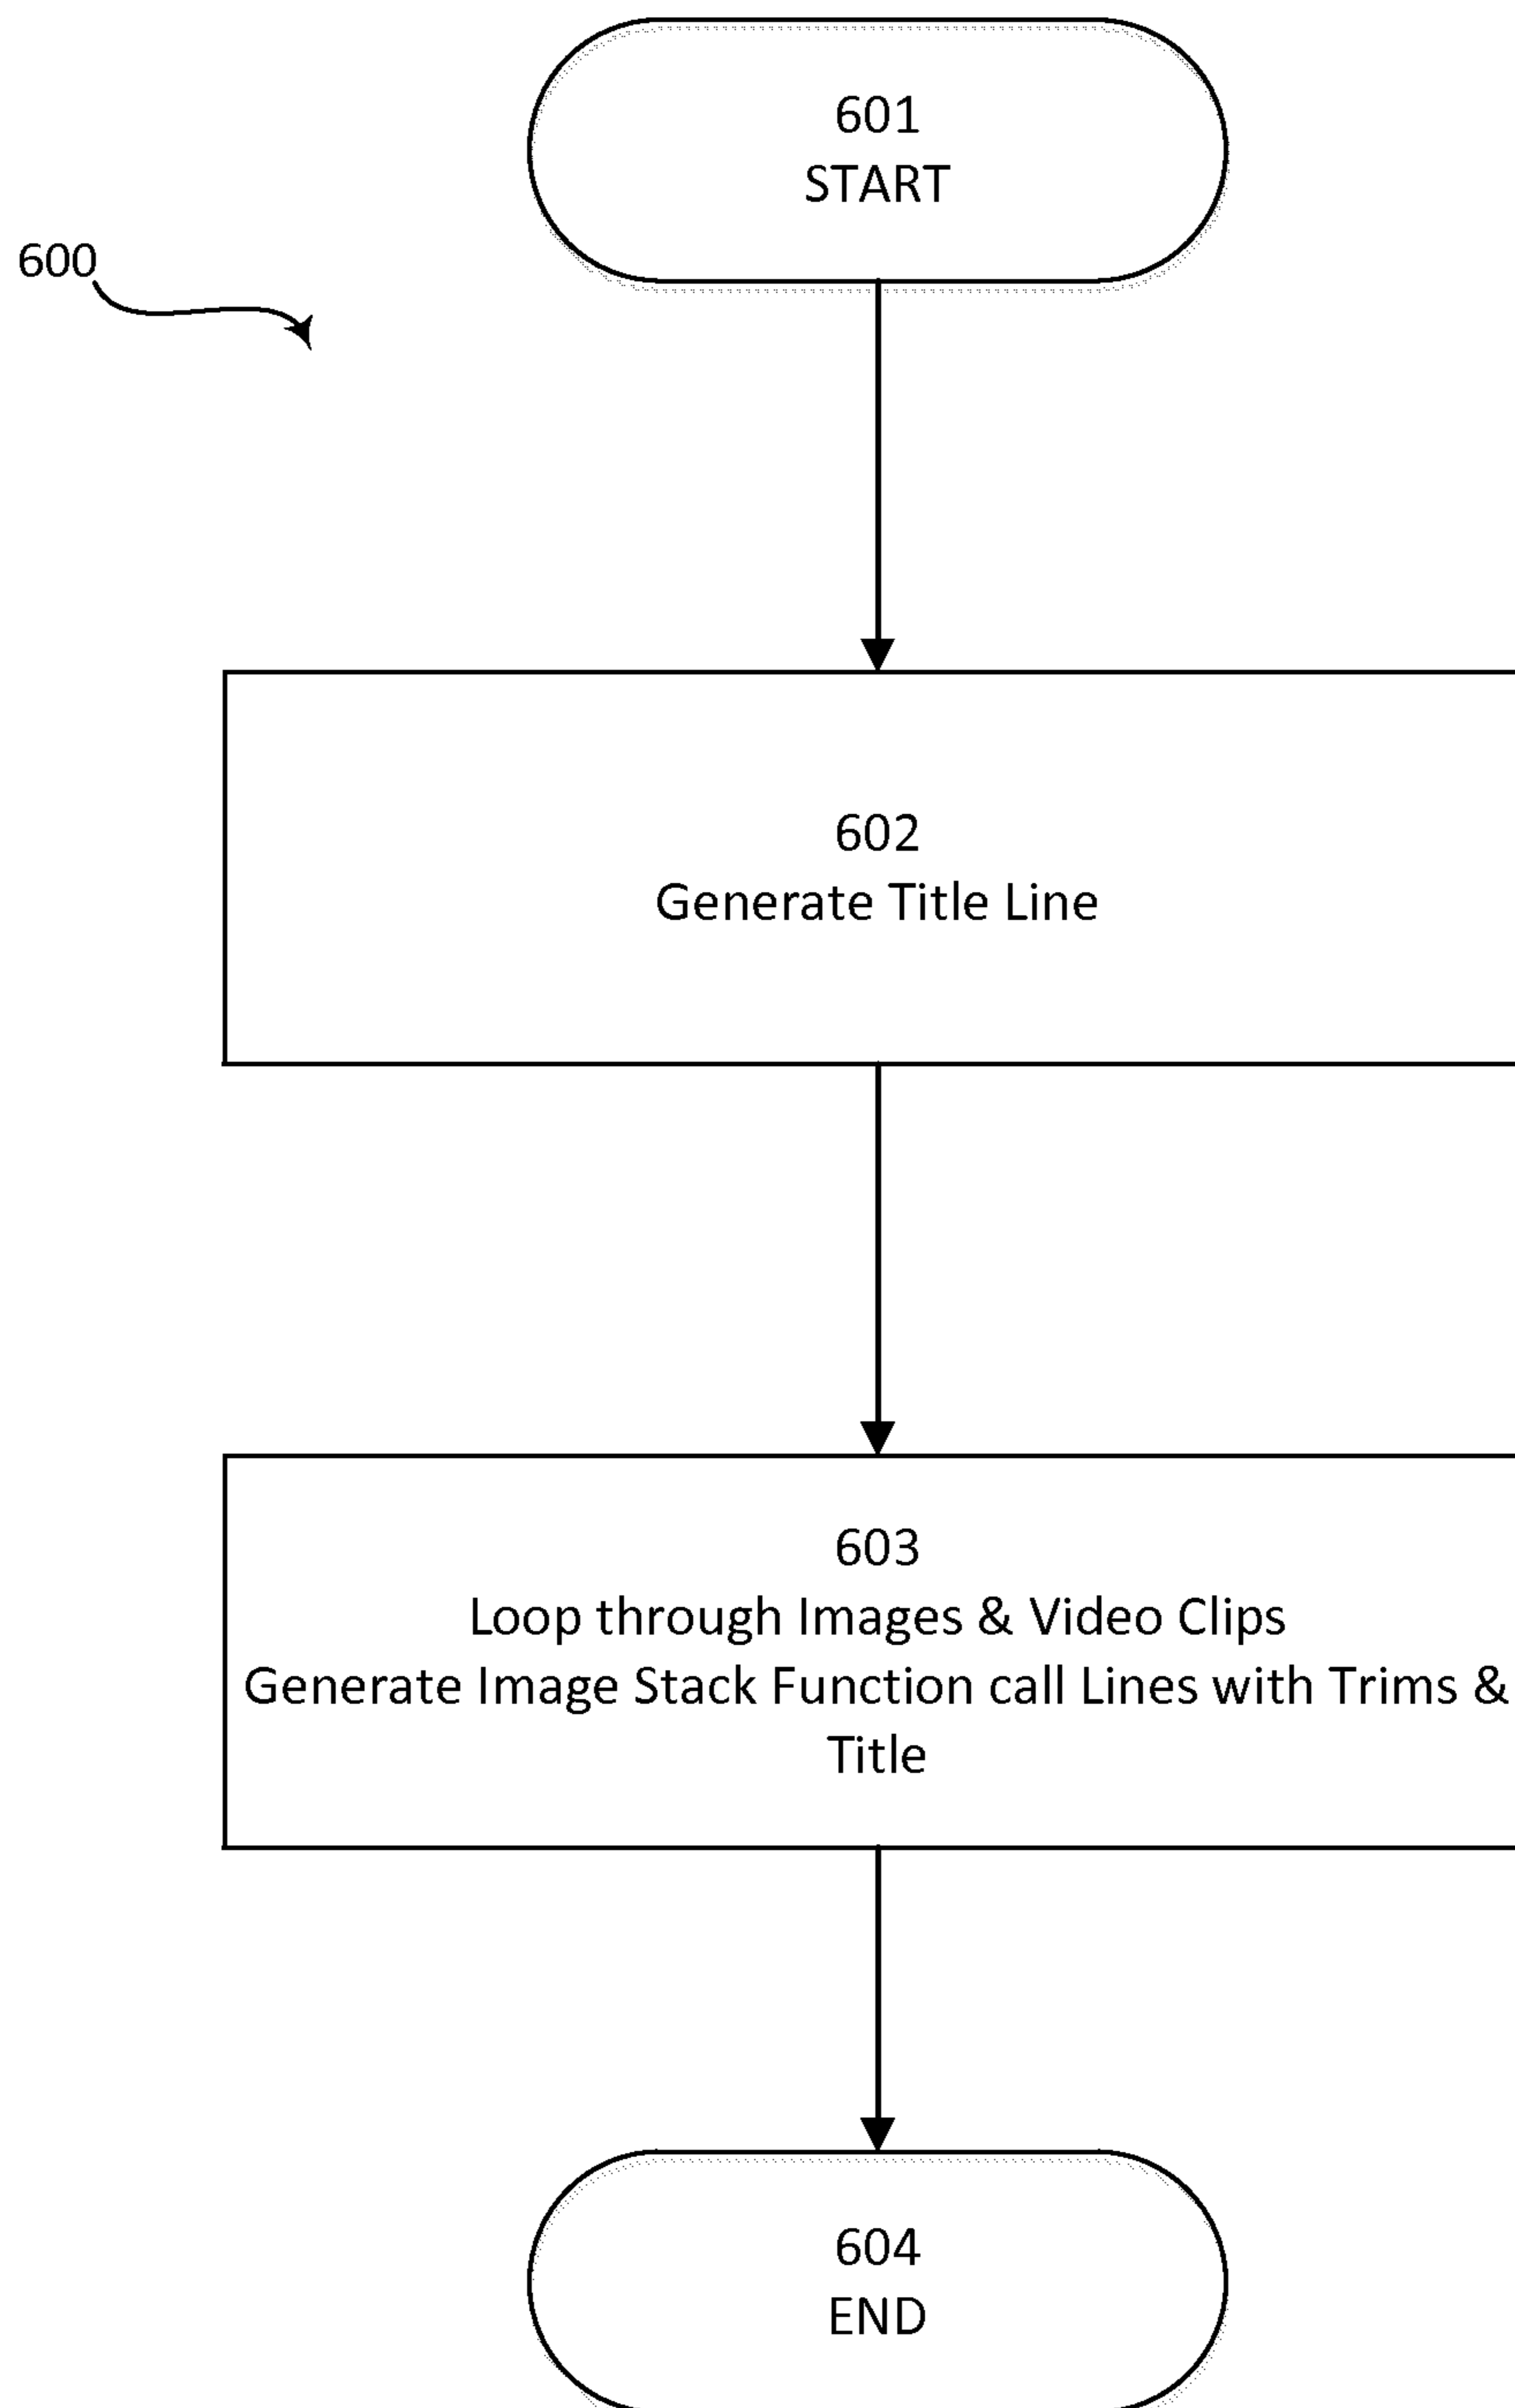 601
START
600
602
Generate Title Line
603
Loop through Images & Video Clips
Generate Image Stack Function call Lines with Trims &
Title
604
END